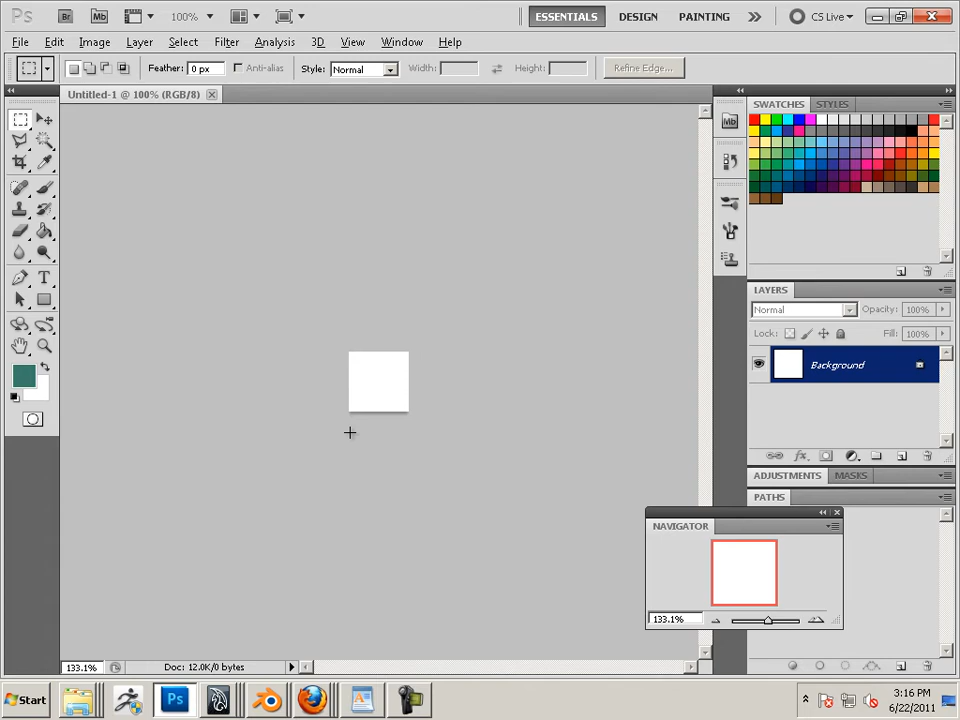 Ps Br Mb 100% ESSENTIALS DESIGN PAINTING CS Live
File Edit Image Layer Select Filter Analysis 3D View Window Help
Feather: 0 px Anti-alias Style: Normal Width: Height: Refine Edge...
Untitled-1 @ 100% (RGB/8)
SWATCHES STYLES
Mb
LAYERS
Normal Opacity: 100%
Lock: Fill: 100%
Background
ADJUSTMENTS MASKS
PATHS
NAVIGATOR
133.1%
133.1% Doc: 12.0K/0 bytes
Start Ps 3:16 PM
6/22/2011